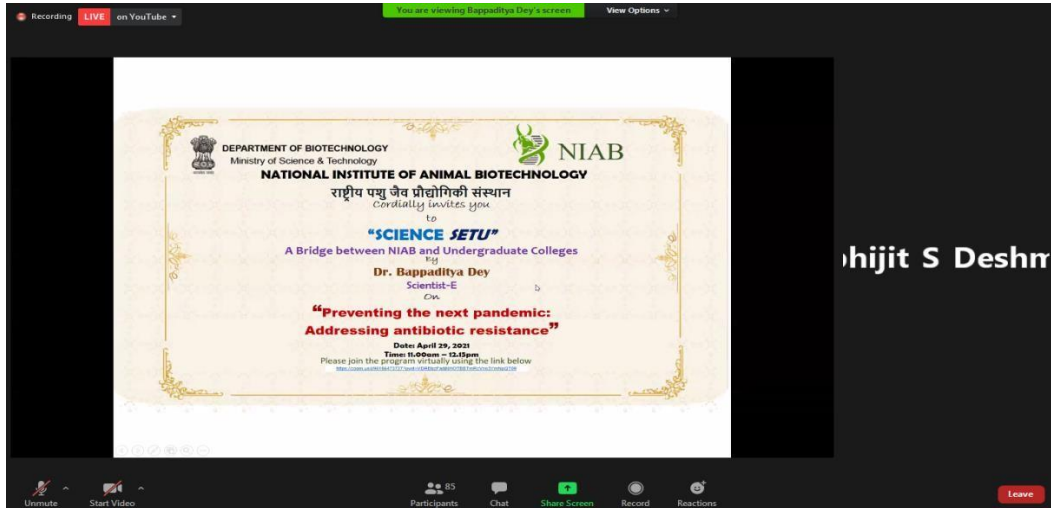 Recording LIVE on YouTube
You are viewing Bappaditya Dey's screen View Options
DEPARTMENT OF BIOTECHNOLOGY
Ministry of Science & Technology
NIAB
NATIONAL INSTITUTE OF ANIMAL BIOTECHNOLOGY
राष्ट्रीय पशु जैव प्रौद्योगिकी संस्थान
Cordially invites you
to
“SCIENCE SETU”
A Bridge between NIAB and Undergraduate Colleges
By
Dr. Bappaditya Dey
Scientist-E
On
“Preventing the next pandemic:
Addressing antibiotic resistance”
Date: April 29, 2021
Time: 11.00am – 12.15pm
Please join the program virtually using the link below
hijit S Deshm
Unmute Start Video 85 Participants Chat Share Screen Record Reactions Leave